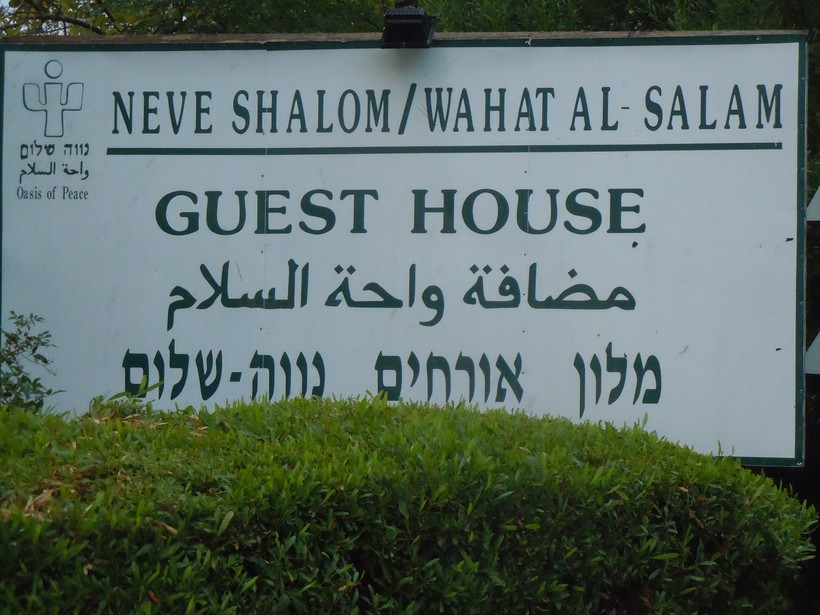 NEVE SHALOM/WAHAT AL-SALAM
נווה שלום
واحة السلام
Oasis of Peace
GUEST HOUSE
مضافة واحة السلام
מלון אורחים נווה-שלום